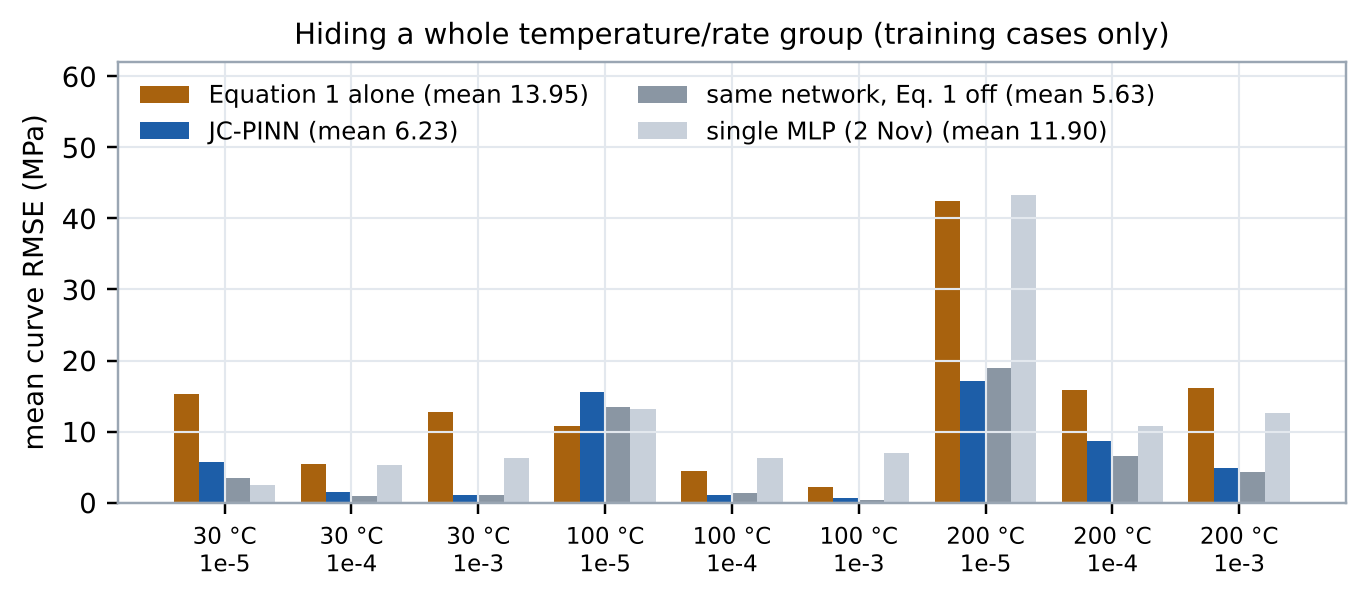 Hiding a whole temperature/rate group (training cases only)
Equation 1 alone (mean 13.95)
JC-PINN (mean 6.23)
same network, Eq. 1 off (mean 5.63)
single MLP (2 Nov) (mean 11.90)
mean curve RMSE (MPa)
60
50
40
30
20
10
0
30 °C
1e-5
30 °C
1e-4
30 °C
1e-3
100 °C
1e-5
100 °C
1e-4
100 °C
1e-3
200 °C
1e-5
200 °C
1e-4
200 °C
1e-3